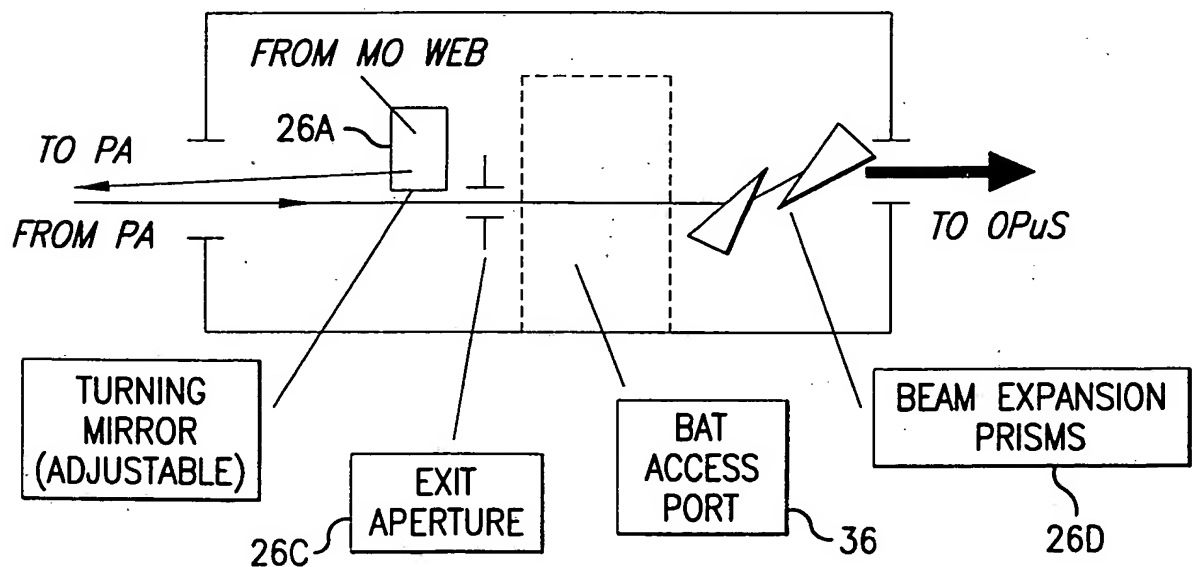 FROM MO WEB
26A
TO PA
FROM PA
TO OPuS
TURNING
MIRROR
(ADJUSTABLE)
EXIT
APERTURE
26C
BAT
ACCESS
PORT
36
BEAM EXPANSION
PRISMS
26D